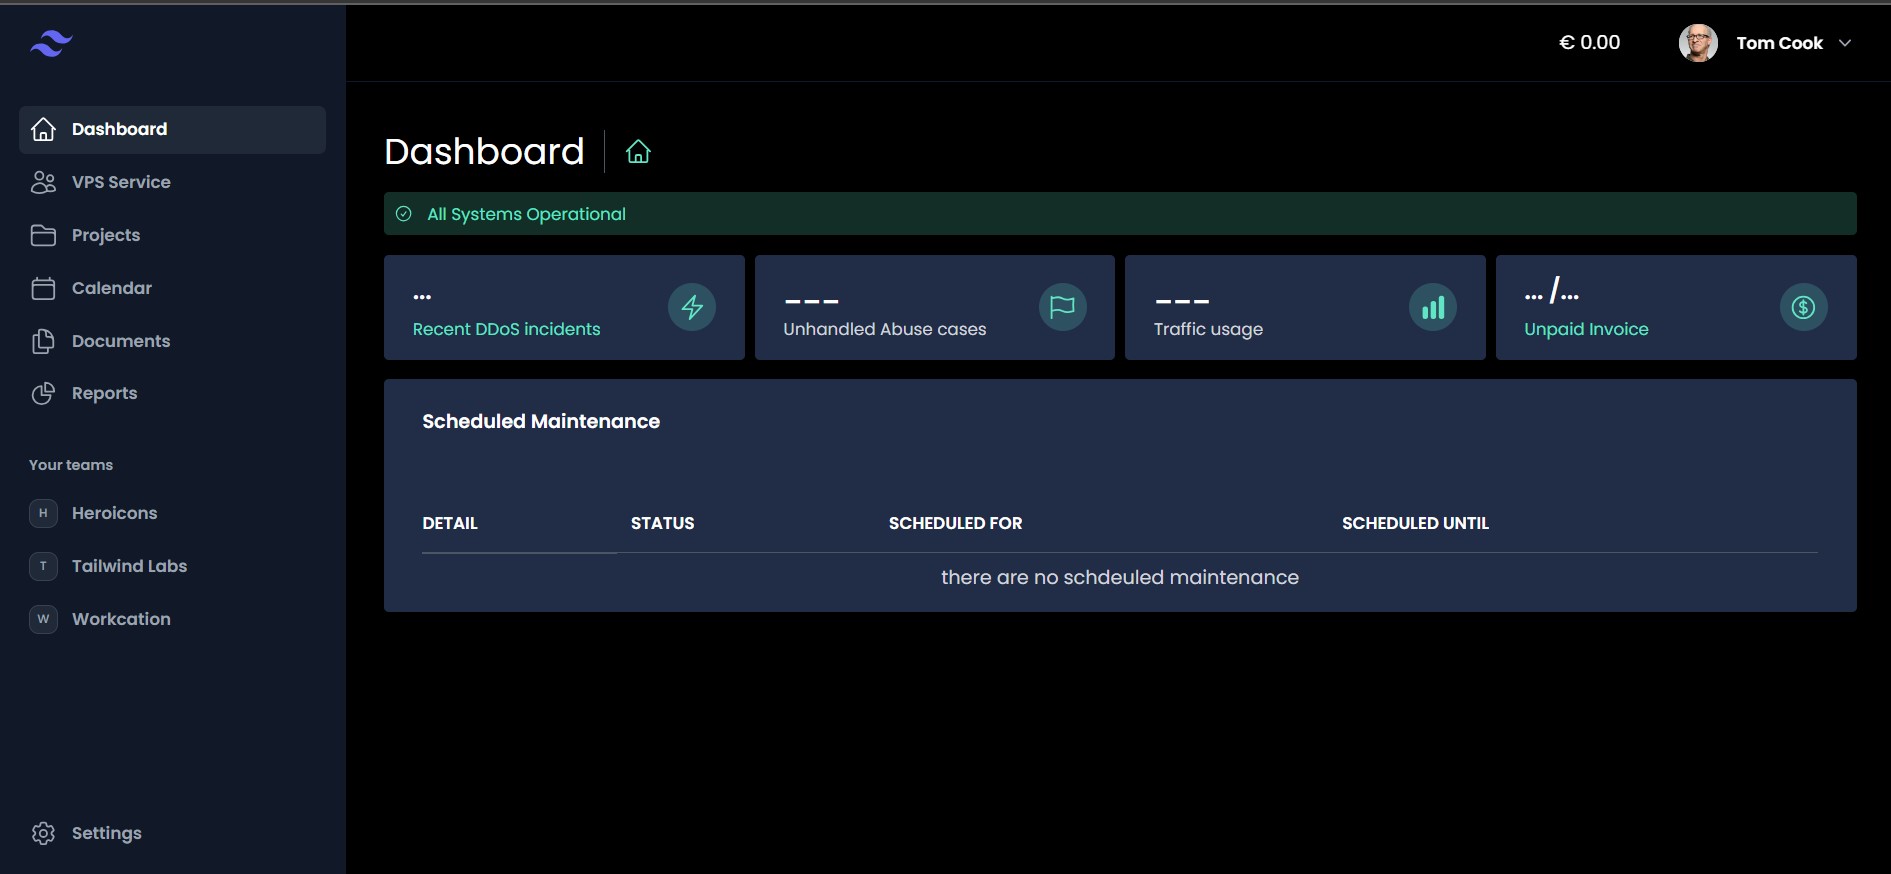 € 0.00
Tom Cook
Dashboard
VPS Service
Projects
Calendar
Documents
Reports
Your teams
H Heroicons
T Tailwind Labs
W Workcation
Settings
Dashboard
All Systems Operational
...
Recent DDoS incidents
---
Unhandled Abuse cases
---
Traffic usage
... /...
Unpaid Invoice
Scheduled Maintenance
DETAIL STATUS SCHEDULED FOR SCHEDULED UNTIL
there are no schdeuled maintenance